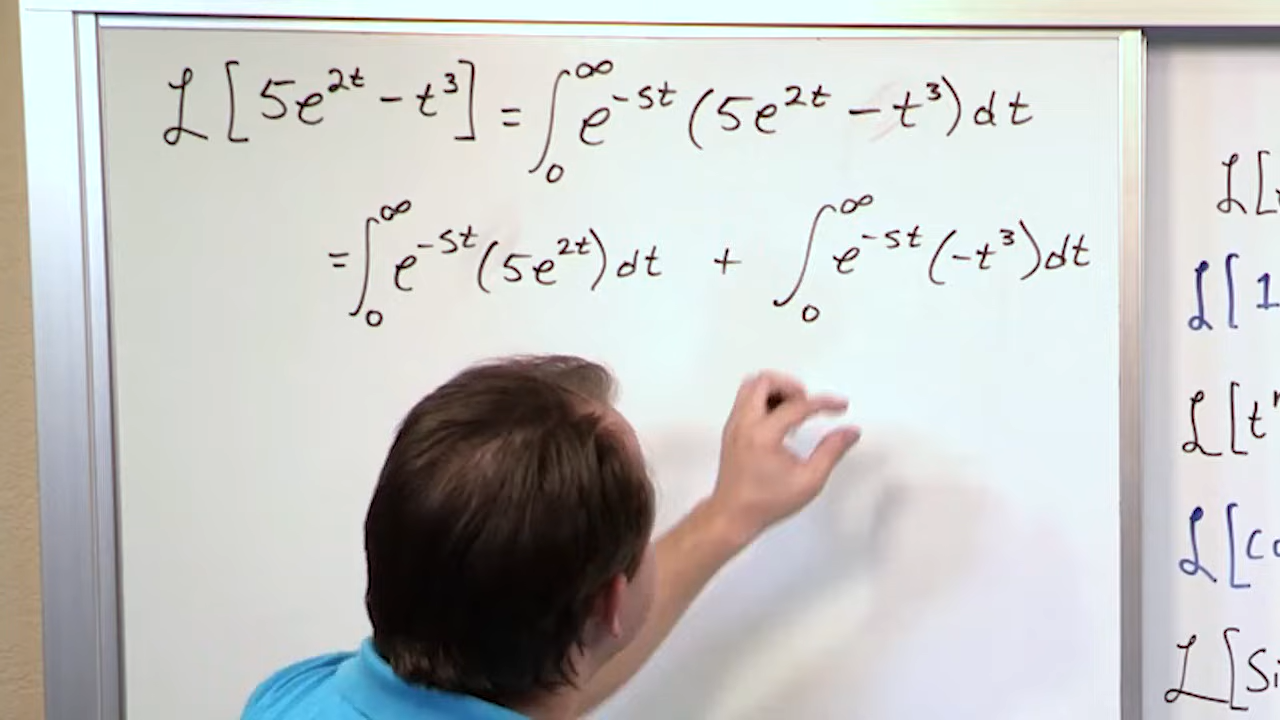 ℒ[5e^{2t} - t^3] = ∫_0^∞ e^{-st}(5e^{2t} - t^3)dt
= ∫_0^∞ e^{-st}(5e^{2t})dt + ∫_0^∞ e^{-st}(-t^3)dt
ℒ[
ℒ[1
ℒ[t
ℒ[co
ℒ[Si